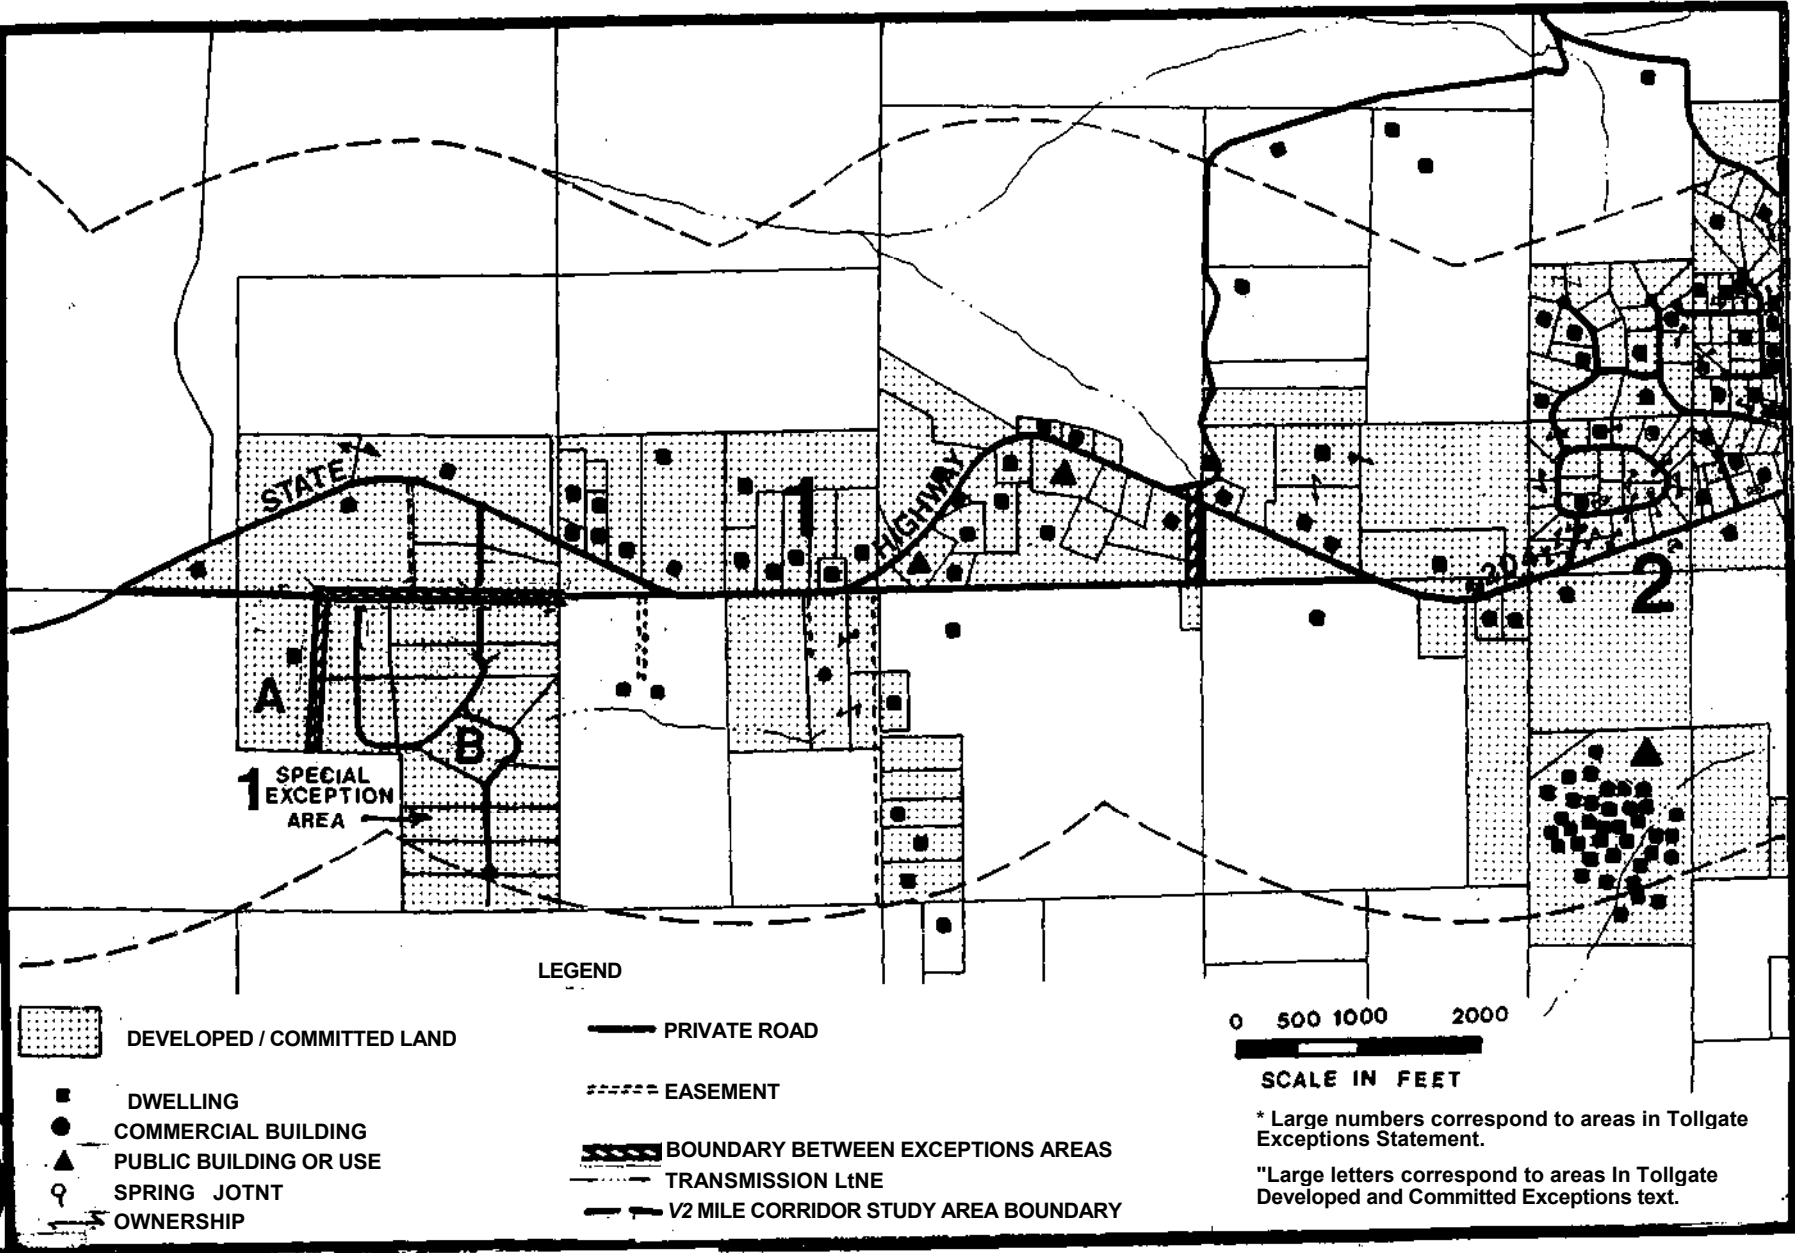 STATE
HIGHWAY
204
1
2
A
B
1 SPECIAL
EXCEPTION
AREA
LEGEND
DEVELOPED / COMMITTED LAND
DWELLING
COMMERCIAL BUILDING
PUBLIC BUILDING OR USE
SPRING JOTNT
OWNERSHIP
PRIVATE ROAD
EASEMENT
BOUNDARY BETWEEN EXCEPTIONS AREAS
TRANSMISSION LtNE
V2 MILE CORRIDOR STUDY AREA BOUNDARY
0 500 1000 2000
SCALE IN FEET
* Large numbers correspond to areas in Tollgate
Exceptions Statement.
"Large letters correspond to areas In Tollgate
Developed and Committed Exceptions text.